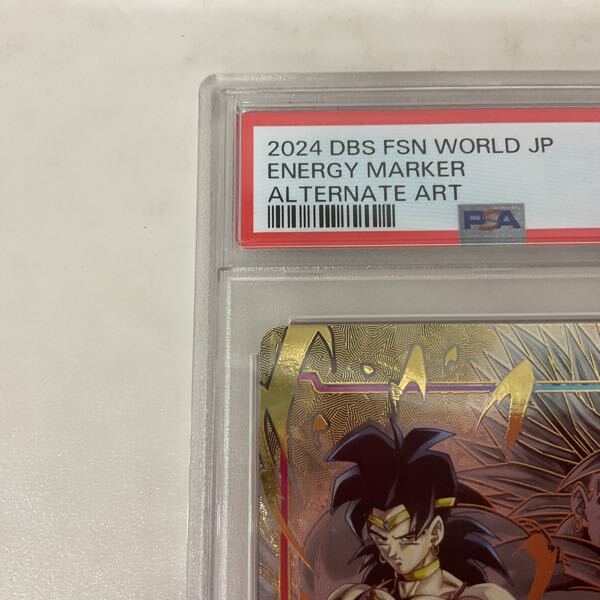 2024 DBS FSN WORLD JP
ENERGY MARKER
ALTERNATE ART
PSA